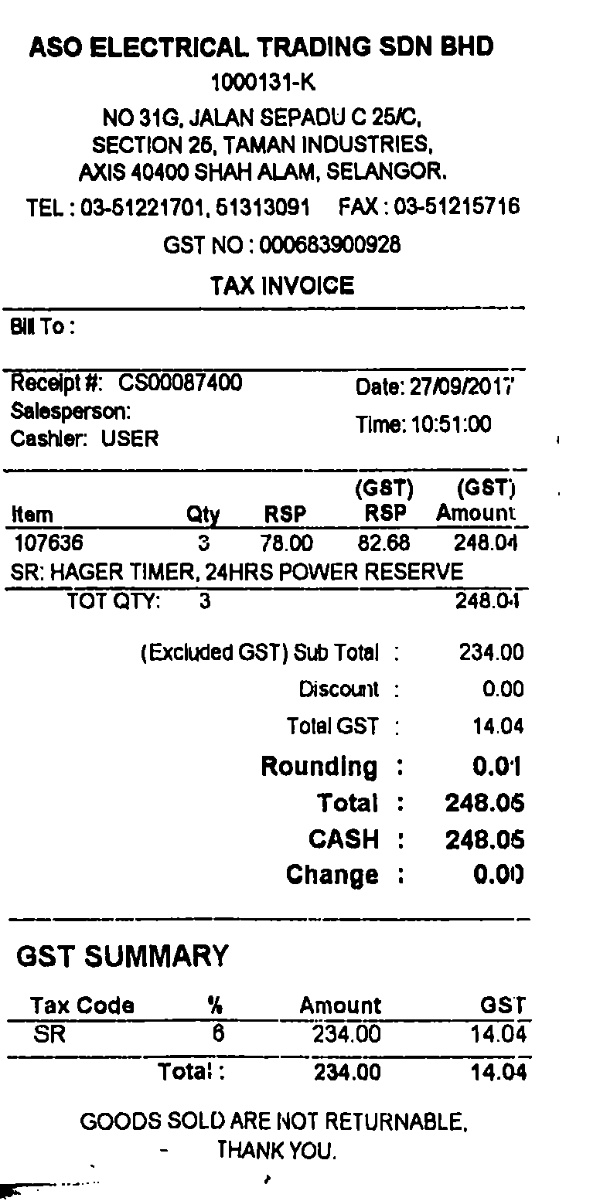 ASO ELECTRICAL TRADING SDN BHD
1000131-K
NO 31G, JALAN SEPADU C 25/C,
SECTION 25, TAMAN INDUSTRIES,
AXIS 40400 SHAH ALAM, SELANGOR.
TEL : 03-51221701, 51313091 FAX : 03-51215716
GST NO : 000683900928
TAX INVOICE
Bill To :
Receipt #: CS00087400 Date: 27/09/2017
Salesperson:
Time: 10:51:00
Cashier: USER
(GST) (GST)
Item Qty RSP RSP Amount
107636 3 78.00 82.68 248.04
SR: HAGER TIMER, 24HRS POWER RESERVE
TOT QTY: 3 248.04
(Excluded GST) Sub Total : 234.00
Discount : 0.00
Total GST : 14.04
Rounding : 0.01
Total : 248.05
CASH : 248.05
Change : 0.00
GST SUMMARY
Tax Code % Amount GST
SR 6 234.00 14.04
Total : 234.00 14.04
GOODS SOLD ARE NOT RETURNABLE,
THANK YOU.